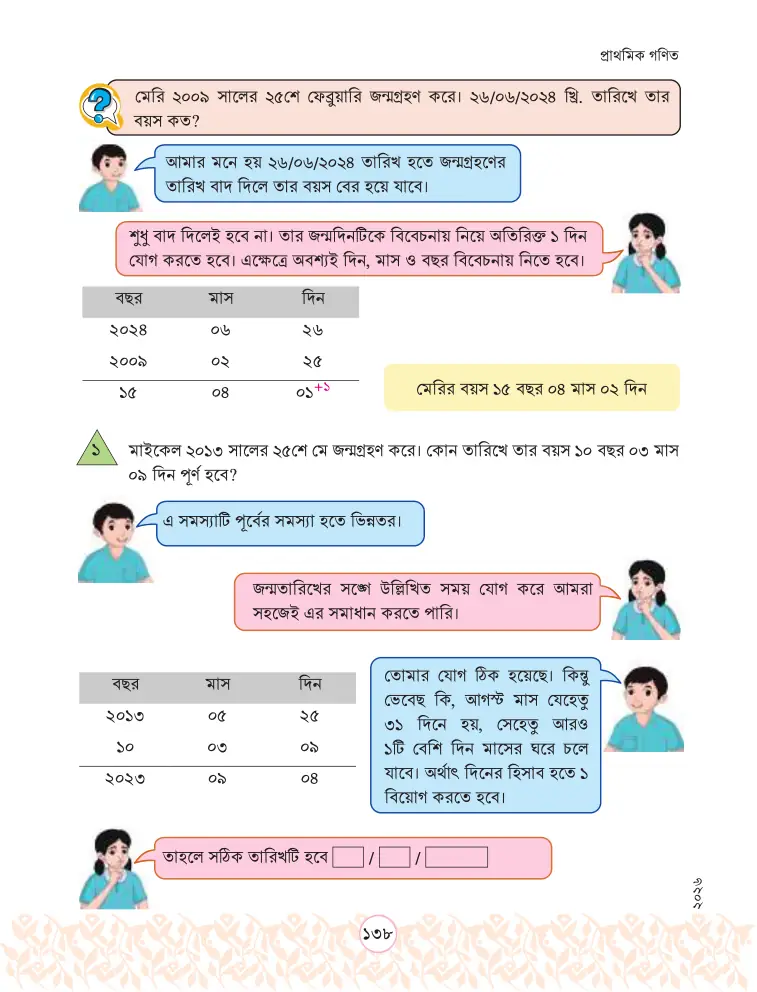 প্রাথমিক গণিত
মেরি ২০০৯ সালের ২৫শে ফেব্রুয়ারি জন্মগ্রহণ করে। ২৬/০৬/২০২৪ খ্রি. তারিখে তার
বয়স কত?
আমার মনে হয় ২৬/০৬/২০২৪ তারিখ হতে জন্মগ্রহণের
তারিখ বাদ দিলে তার বয়স বের হয়ে যাবে।
শুধু বাদ দিলেই হবে না। তার জন্মদিনটিকে বিবেচনায় নিয়ে অতিরিক্ত ১ দিন
যোগ করতে হবে। এক্ষেত্রে অবশ্যই দিন, মাস ও বছর বিবেচনায় নিতে হবে।
বছর মাস দিন
২০২৪ ০৬ ২৬
২০০৯ ০২ ২৫
১৫ ০৪ ০১+১
মেরির বয়স ১৫ বছর ০৪ মাস ০২ দিন
১ মাইকেল ২০১৩ সালের ২৫শে মে জন্মগ্রহণ করে। কোন তারিখে তার বয়স ১০ বছর ০৩ মাস
০৯ দিন পূর্ণ হবে?
এ সমস্যাটি পূর্বের সমস্যা হতে ভিন্নতর।
জন্মতারিখের সঙ্গে উল্লিখিত সময় যোগ করে আমরা
সহজেই এর সমাধান করতে পারি।
বছর মাস দিন
২০১৩ ০৫ ২৫
১০ ০৩ ০৯
২০২৩ ০৯ ০৪
তোমার যোগ ঠিক হয়েছে। কিন্তু
ভেবেছ কি, আগস্ট মাস যেহেতু
৩১ দিনে হয়, সেহেতু আরও
১টি বেশি দিন মাসের ঘরে চলে
যাবে। অর্থাৎ দিনের হিসাব হতে ১
বিয়োগ করতে হবে।
তাহলে সঠিক তারিখটি হবে / /
২০২৬
১৩৮